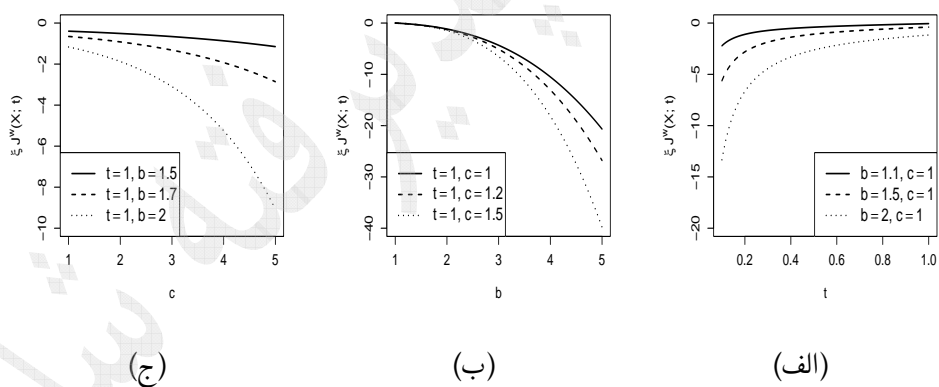 ξ J^w(X; t)
0
−2
−4
−6
−8
−10
t = 1, b = 1.5
t = 1, b = 1.7
t = 1, b = 2
1 2 3 4 5
c
(ج)
ξ J^w(X; t)
0
−10
−20
−30
−40
t = 1, c = 1
t = 1, c = 1.2
t = 1, c = 1.5
1 2 3 4 5
b
(ب)
ξ J^w(X; t)
0
−5
−10
−15
−20
b = 1.1, c = 1
b = 1.5, c = 1
b = 2, c = 1
0.2 0.4 0.6 0.8 1.0
t
(الف)